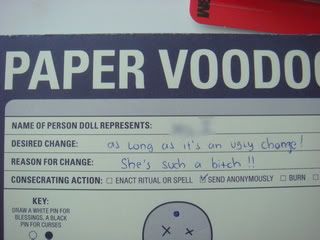 PAPER VOODOO
NAME OF PERSON DOLL REPRESENTS:
DESIRED CHANGE: as long as it's an ugly change!
REASON FOR CHANGE: She's such a bitch !!
CONSECRATING ACTION: ☐ ENACT RITUAL OR SPELL ☑ SEND ANONYMOUSLY ☐ BURN ☐
KEY:
DRAW A WHITE PIN FOR
BLESSINGS, A BLACK
PIN FOR CURSES